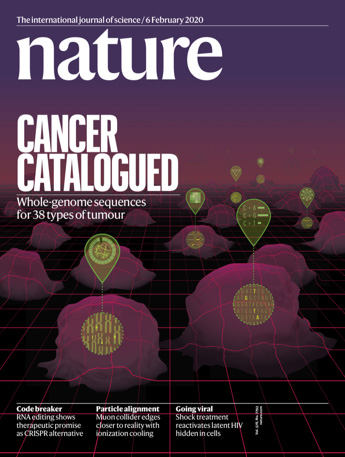 The international journal of science / 6 February 2020
nature
CANCER
CATALOGUED
Whole-genome sequences
for 38 types of tumour
C > A
C > G
C > T
Code breaker
RNA editing shows
therapeutic promise
as CRISPR alternative
Particle alignment
Muon collider edges
closer to reality with
ionization cooling
Going viral
Shock treatment
reactivates latent HIV
hidden in cells